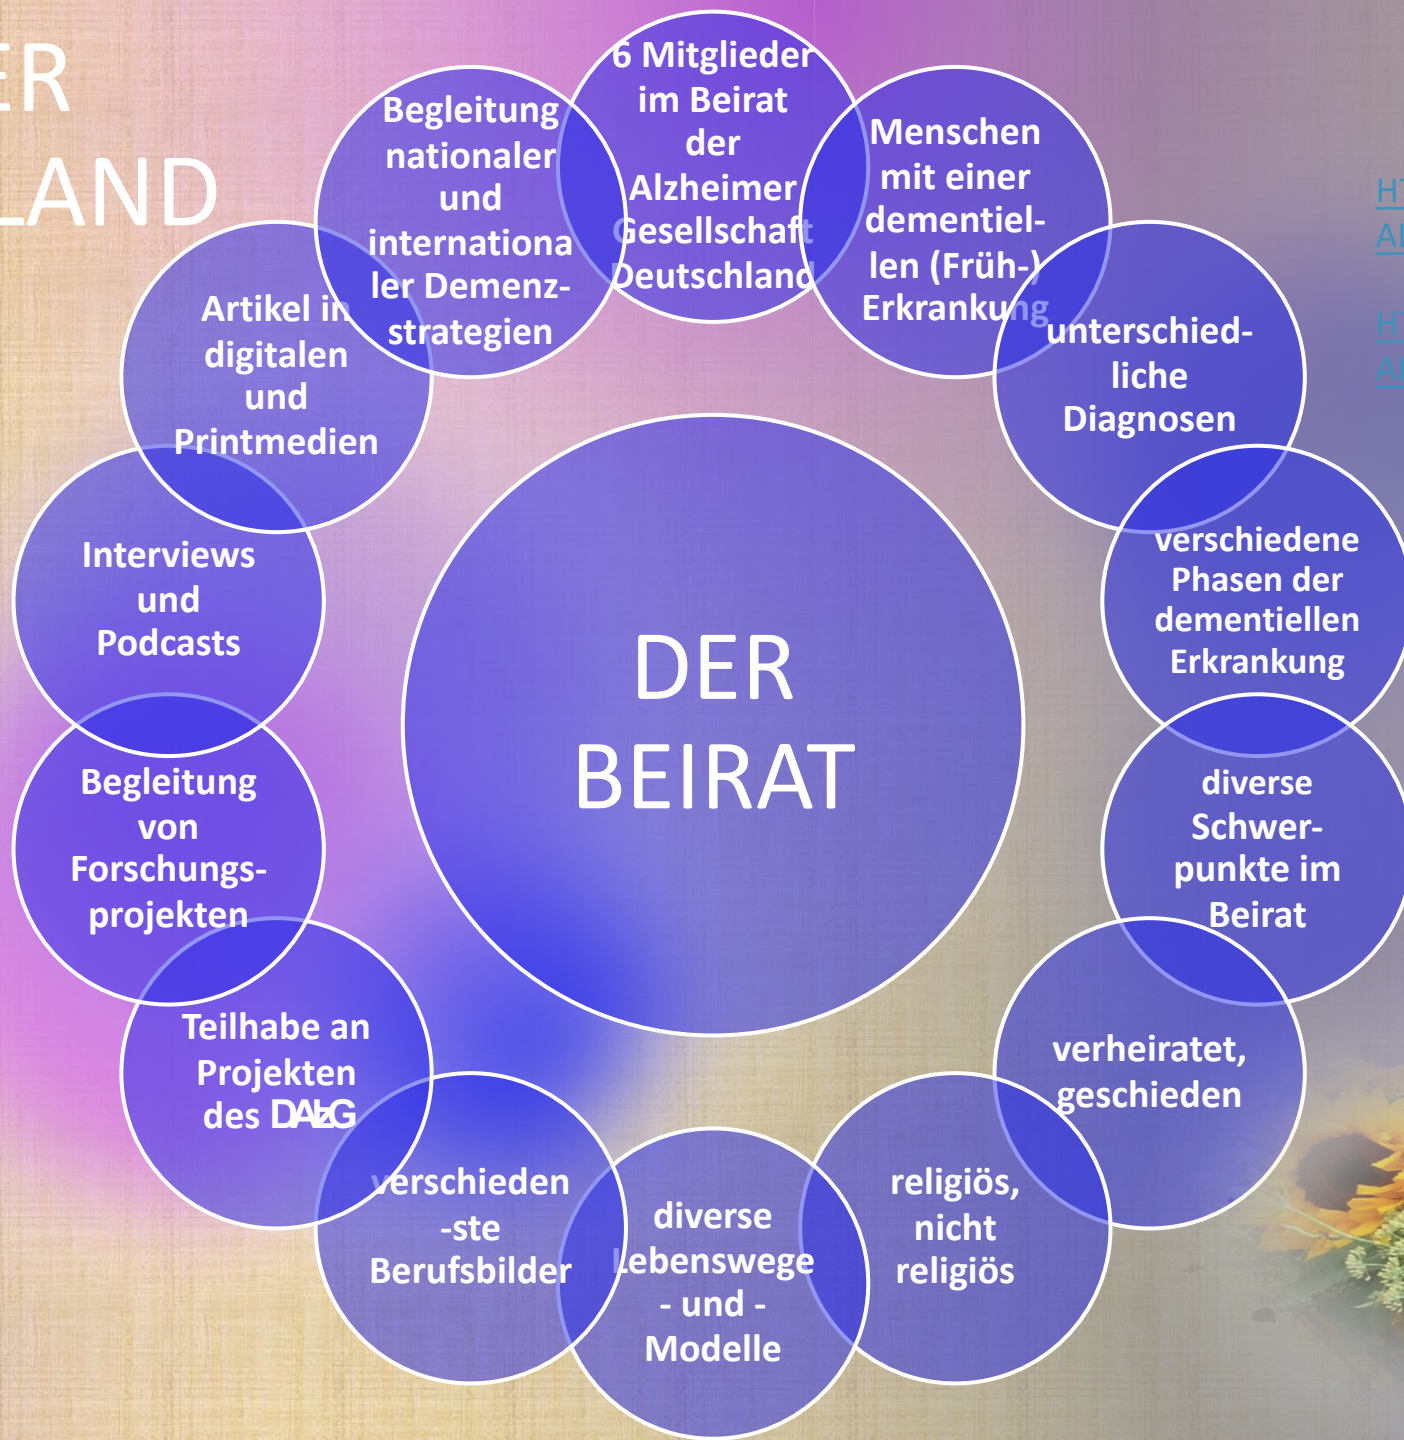 ER
LAND
6 Mitglieder
im Beirat
der
Alzheimer
Gesellschaft
Deutschland
Menschen
mit einer
dementiel-
len (Früh-)
Erkrankung
unterschied-
liche
Diagnosen
verschiedene
Phasen der
dementiellen
Erkrankung
diverse
Schwer-
punkte im
Beirat
verheiratet,
geschieden
religiös,
nicht
religiös
diverse
Lebenswege
- und -
Modelle
verschieden
-ste
Berufsbilder
Teilhabe an
Projekten
des DAlzG
Begleitung
von
Forschungs-
projekten
Interviews
und
Podcasts
Artikel in
digitalen
und
Printmedien
Begleitung
nationaler
und
internationa
ler Demenz-
strategien
DER
BEIRAT